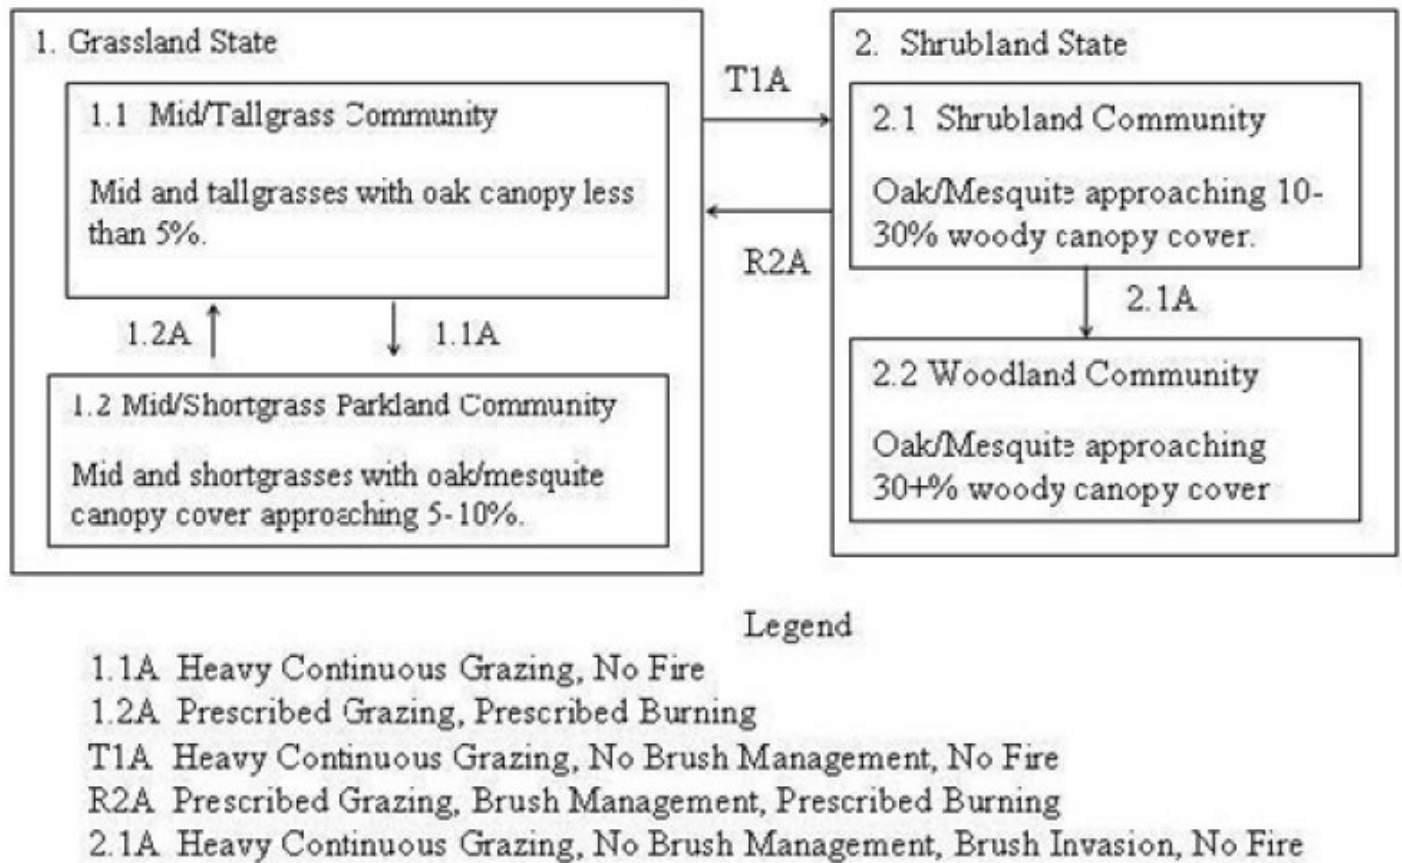 1. Grassland State
1.1 Mid/Tallgrass Community
Mid and tallgrasses with oak canopy less
than 5%.
1.2A
1.1A
1.2 Mid/Shortgrass Parkland Community
Mid and shortgrasses with oak/mesquite
canopy cover approaching 5-10%.
T1A
R2A
2. Shrubland State
2.1 Shrubland Community
Oak/Mesquite approaching 10-
30% woody canopy cover.
2.1A
2.2 Woodland Community
Oak/Mesquite approaching
30+% woody canopy cover
Legend
1.1A Heavy Continuous Grazing, No Fire
1.2A Prescribed Grazing, Prescribed Burning
T1A Heavy Continuous Grazing, No Brush Management, No Fire
R2A Prescribed Grazing, Brush Management, Prescribed Burning
2.1A Heavy Continuous Grazing, No Brush Management, Brush Invasion, No Fire